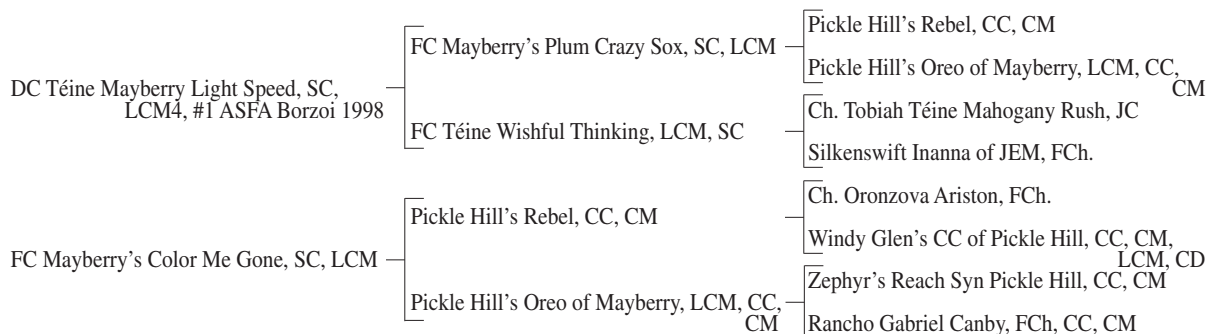 DC Téine Mayberry Light Speed, SC,
LCM4, #1 ASFA Borzoi 1998
FC Mayberry's Plum Crazy Sox, SC, LCM
Pickle Hill's Rebel, CC, CM
Pickle Hill's Oreo of Mayberry, LCM, CC,
CM
FC Téine Wishful Thinking, LCM, SC
Ch. Tobiah Téine Mahogany Rush, JC
Silkenswift Inanna of JEM, FCh.
FC Mayberry's Color Me Gone, SC, LCM
Pickle Hill's Rebel, CC, CM
Ch. Oronzova Ariston, FCh.
Windy Glen's CC of Pickle Hill, CC, CM,
LCM, CD
Pickle Hill's Oreo of Mayberry, LCM, CC,
CM
Zephyr's Reach Syn Pickle Hill, CC, CM
Rancho Gabriel Canby, FCh, CC, CM